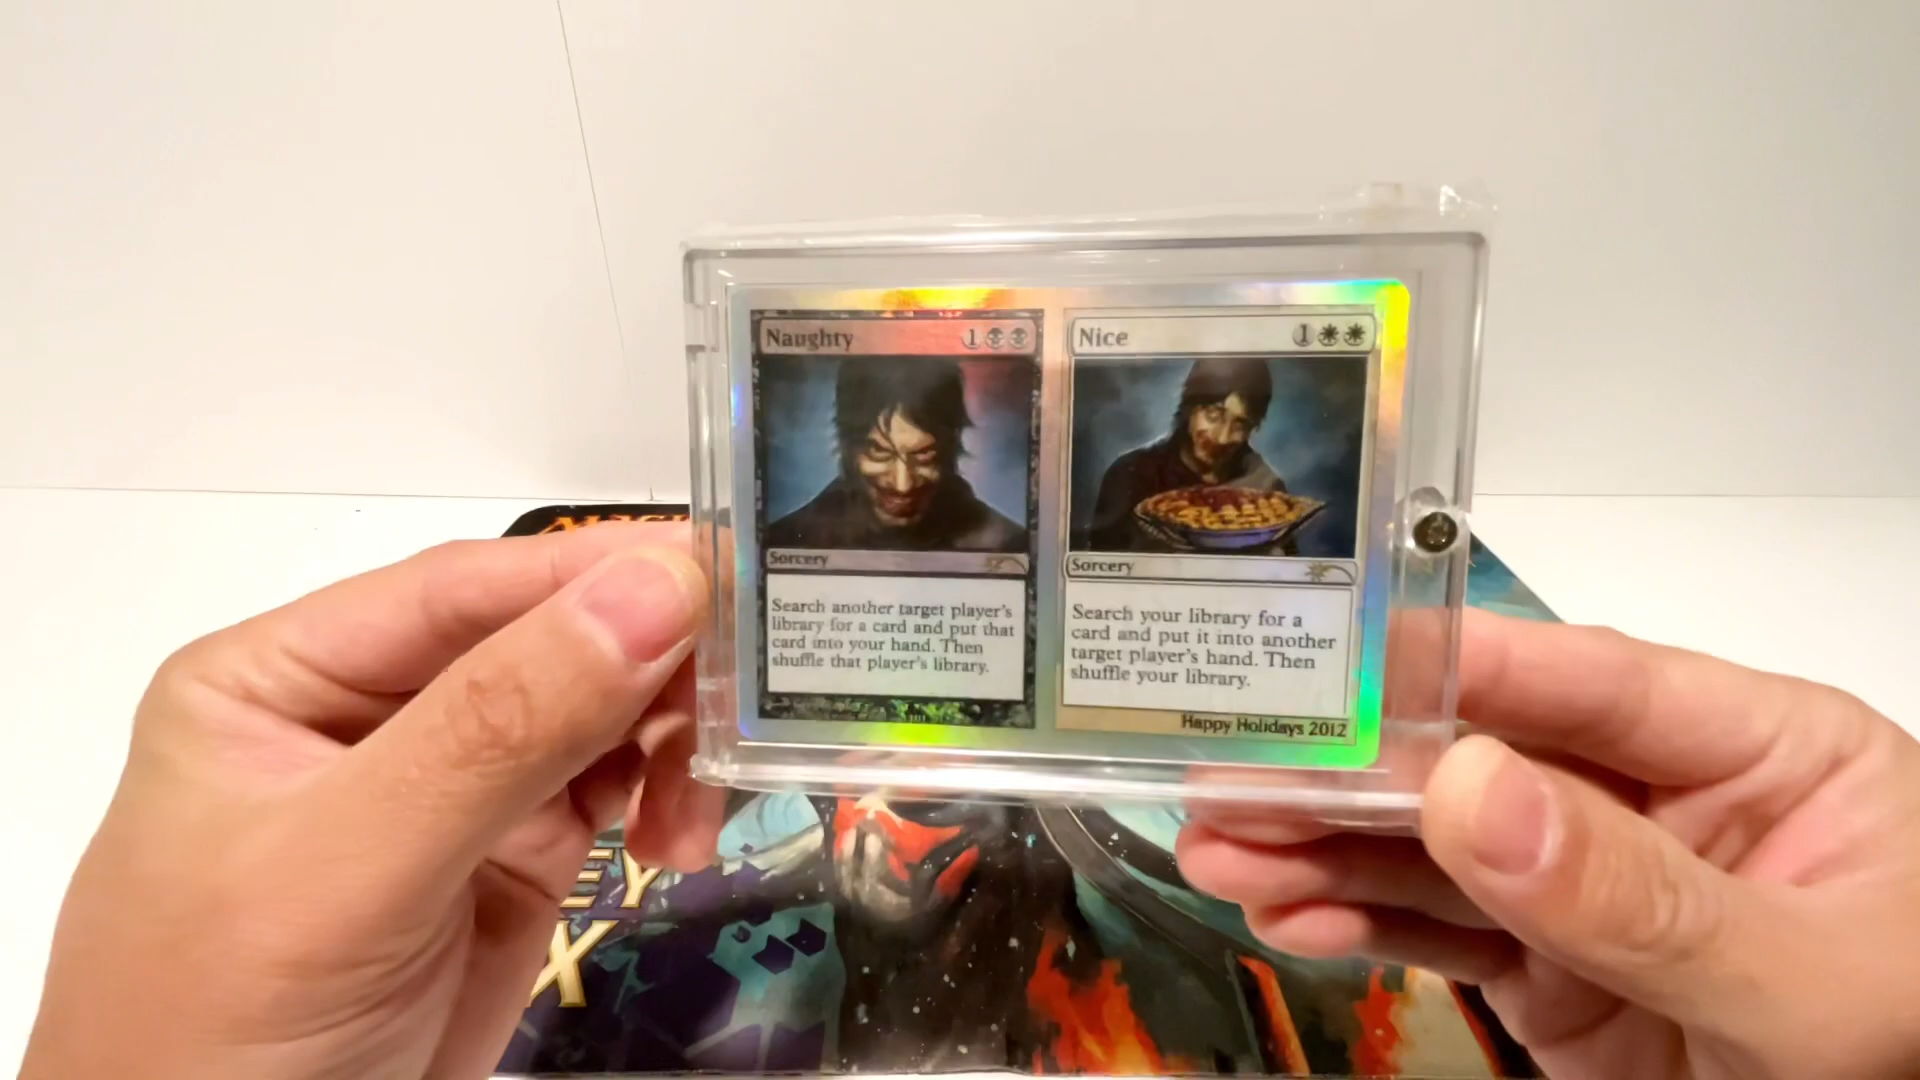 Naughty 1
Sorcery
Search another target player's
library for a card and put that
card into your hand. Then
shuffle that player's library.
Nice 1
Sorcery
Search your library for a
card and put it into another
target player's hand. Then
shuffle your library.
Happy Holidays 2012
EY
X